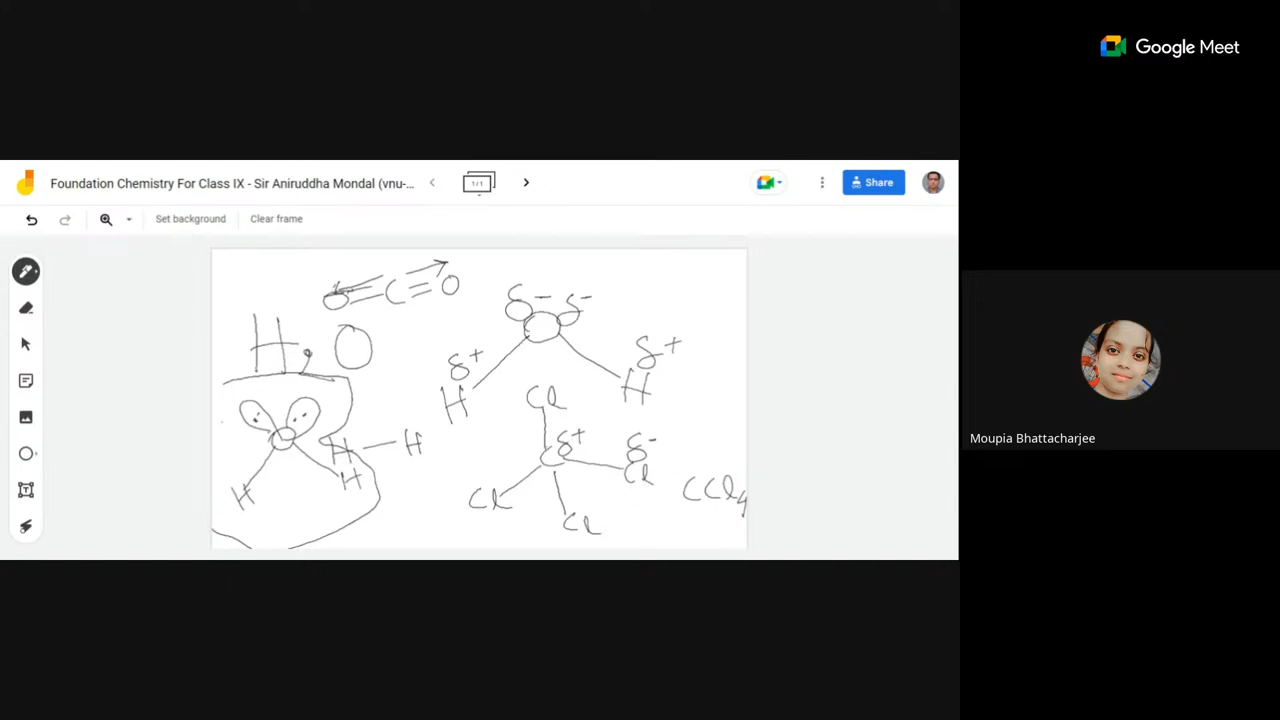 Google Meet
Foundation Chemistry For Class IX - Sir Aniruddha Mondal (vnu-...
1/1
Share
Set background
Clear frame
O=C=O
δ- δ-
H2O
δ+ δ+
H H
Cl
H-H
δ+ δ-
C Cl
H H
Cl
CCl4
Cl
Moupia Bhattacharjee